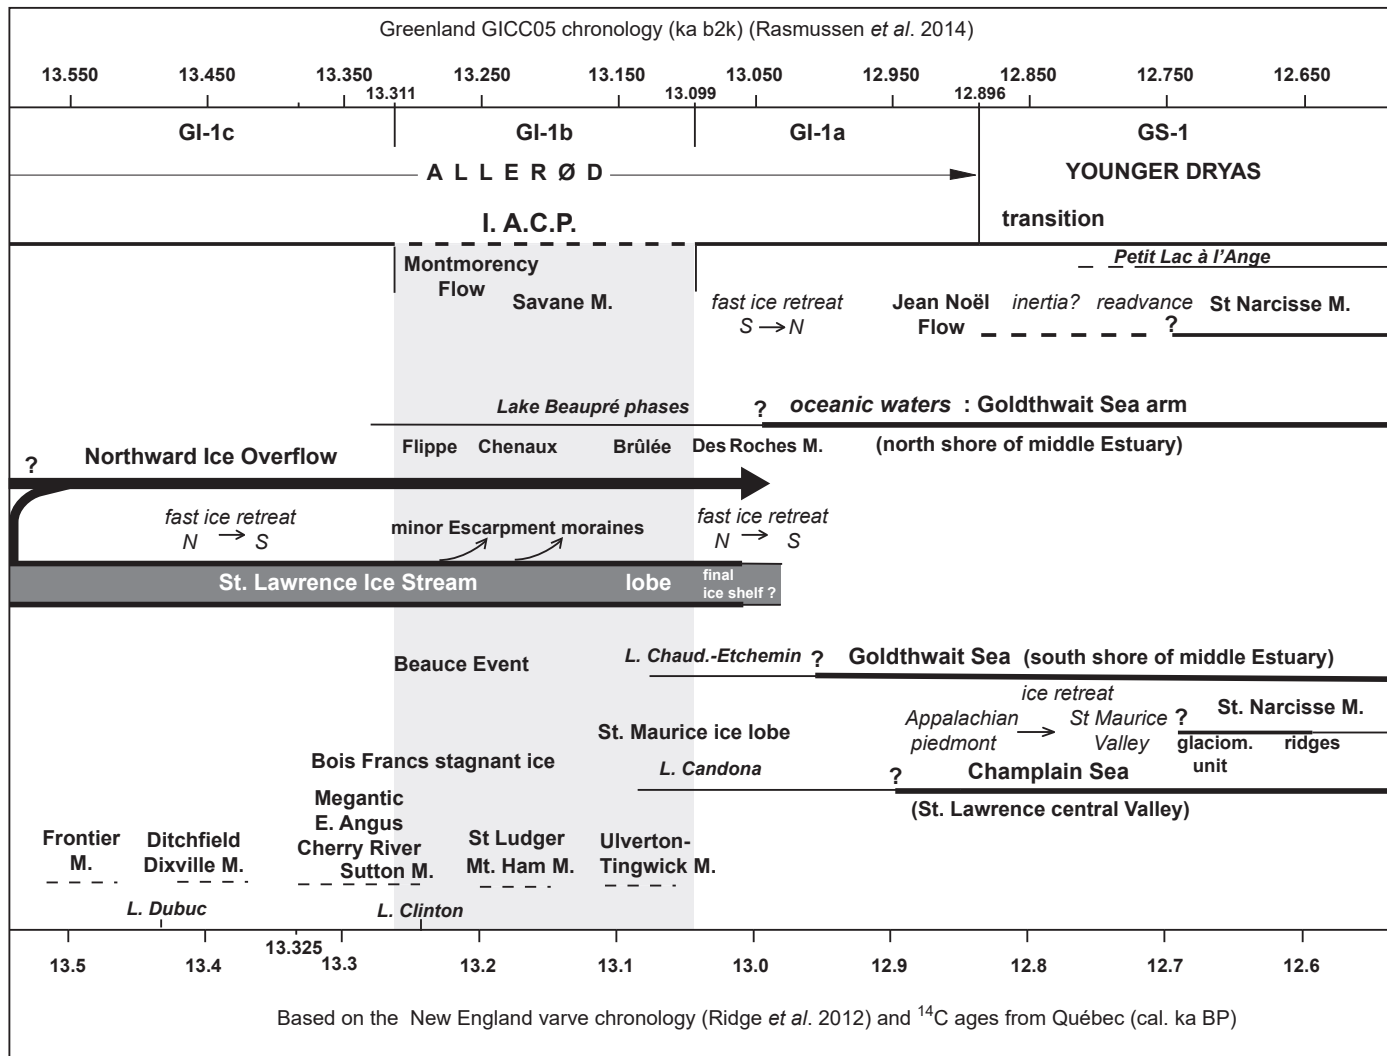 Greenland GICC05 chronology (ka b2k) (Rasmussen et al. 2014)
13.550 13.450 13.350 13.250 13.150 13.050 12.950 12.850 12.750 12.650
13.311 13.099 12.896
GI-1c GI-1b GI-1a GS-1
ALLERØD YOUNGER DRYAS
I. A.C.P. transition
Petit Lac à l'Ange
Montmorency
Flow
Savane M.
fast ice retreat
S → N
Jean Noël
Flow
inertia? readvance St Narcisse M.
?
Lake Beaupré phases ? oceanic waters : Goldthwait Sea arm
Flippe Chenaux Brûlée Des Roches M. (north shore of middle Estuary)
? Northward Ice Overflow
fast ice retreat
N → S
minor Escarpment moraines
fast ice retreat
N → S
St. Lawrence Ice Stream lobe
final
ice shelf ?
Beauce Event L. Chaud.-Etchemin ? Goldthwait Sea (south shore of middle Estuary)
ice retreat
Appalachian
piedmont
→
St Maurice
Valley
? St. Narcisse M.
glaciom. ridges
unit
St. Maurice ice lobe
Bois Francs stagnant ice L. Candona ? Champlain Sea
(St. Lawrence central Valley)
Frontier
M.
Ditchfield
Dixville M.
Megantic
E. Angus
Cherry River
Sutton M.
St Ludger
Mt. Ham M.
Ulverton-
Tingwick M.
L. Dubuc L. Clinton
13.325
13.5 13.4 13.3 13.2 13.1 13.0 12.9 12.8 12.7 12.6
Based on the New England varve chronology (Ridge et al. 2012) and 14C ages from Québec (cal. ka BP)